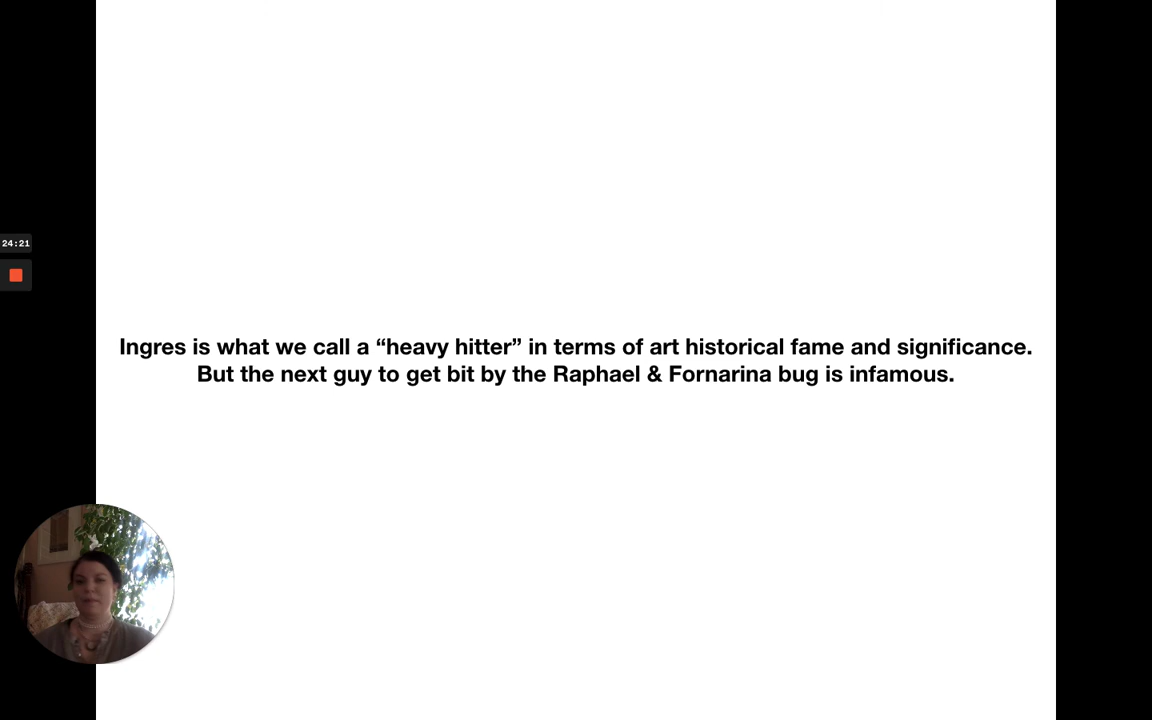 24:21
Ingres is what we call a “heavy hitter” in terms of art historical fame and significance.
But the next guy to get bit by the Raphael & Fornarina bug is infamous.